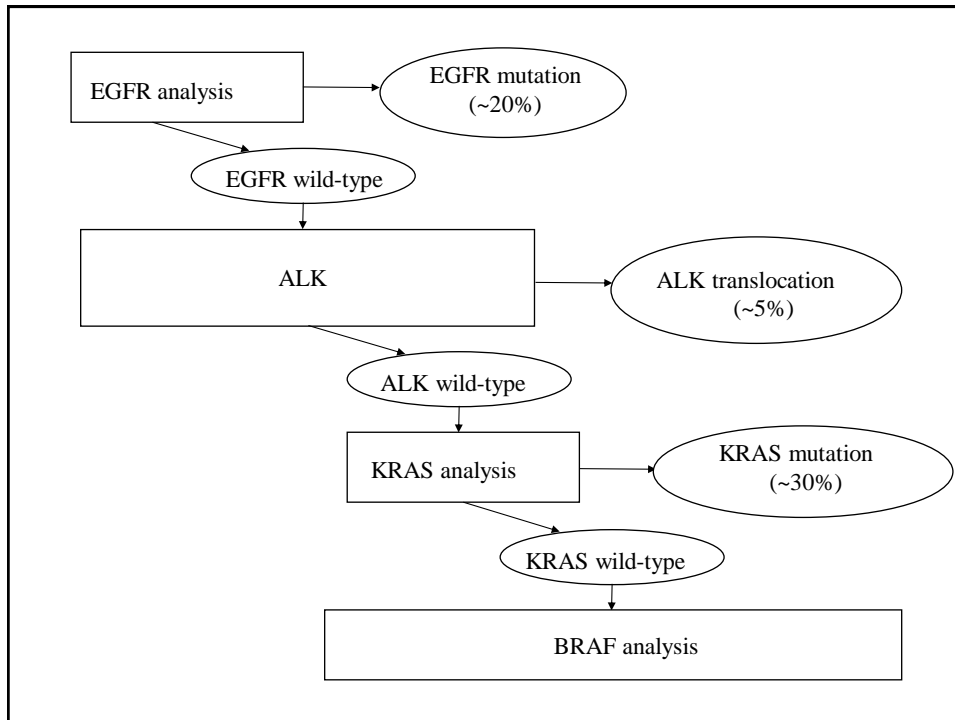 EGFR analysis
EGFR mutation
(~20%)
EGFR wild-type
ALK
ALK translocation
(~5%)
ALK wild-type
KRAS analysis
KRAS mutation
(~30%)
KRAS wild-type
BRAF analysis